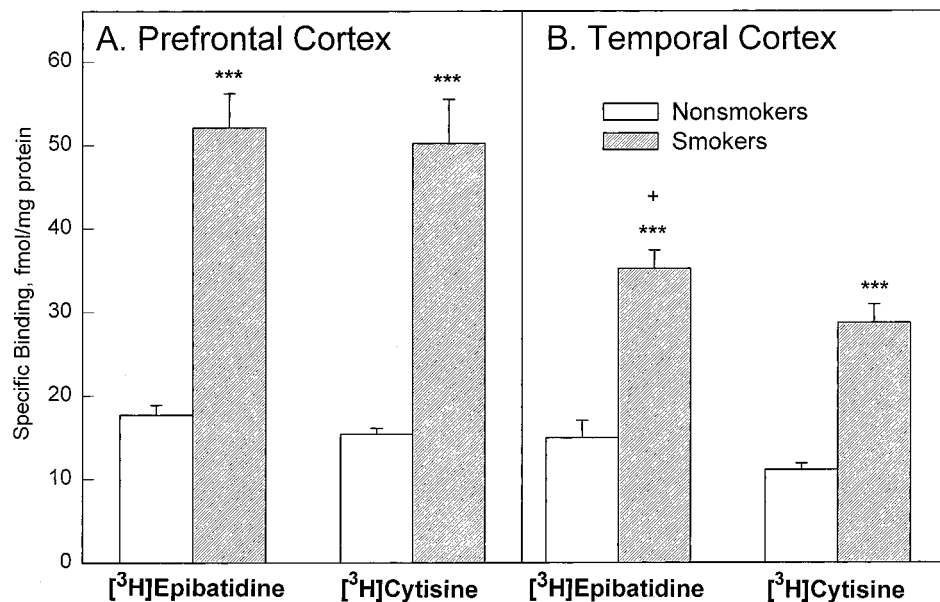 A. Prefrontal Cortex
B. Temporal Cortex
Specific Binding, fmol/mg protein
60
50
40
30
20
10
0
***
***
+
***
***
Nonsmokers
Smokers
[³H]Epibatidine
[³H]Cytisine
[³H]Epibatidine
[³H]Cytisine